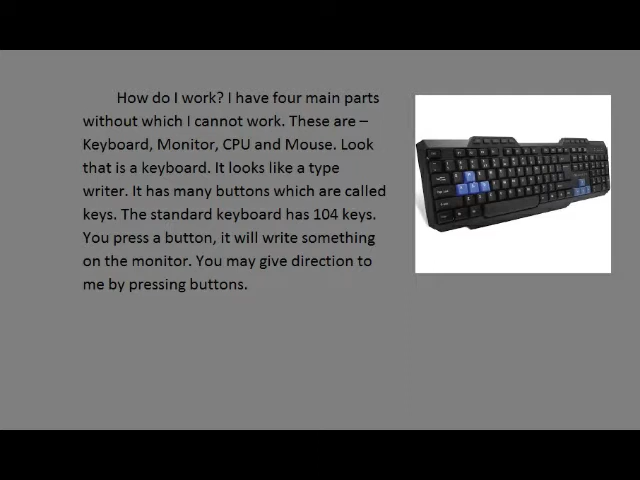 How do I work? I have four main parts
without which I cannot work. These are –
Keyboard, Monitor, CPU and Mouse. Look
that is a keyboard. It looks like a type
writer. It has many buttons which are called
keys. The standard keyboard has 104 keys.
You press a button, it will write something
on the monitor. You may give direction to
me by pressing buttons.